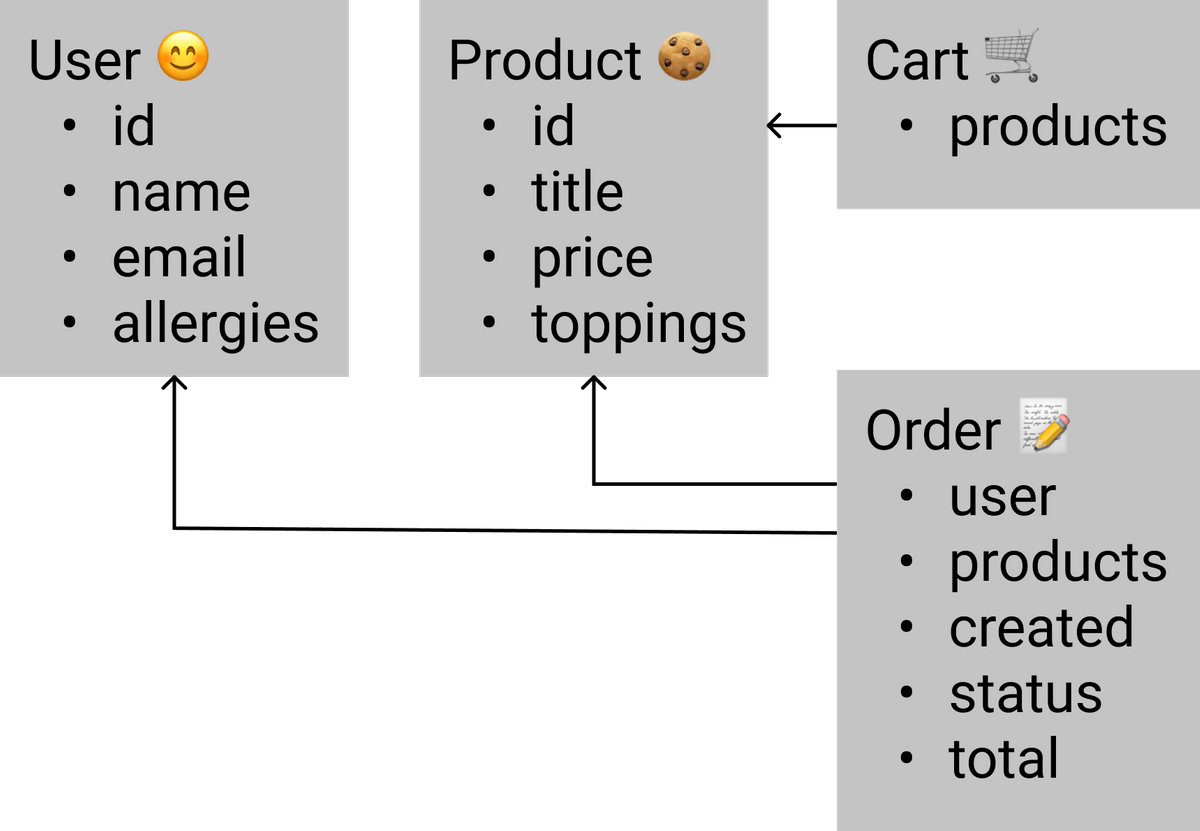 User 😊
• id
• name
• email
• allergies
Product 🍪
• id
• title
• price
• toppings
Cart 🛒
• products
Order 📝
• user
• products
• created
• status
• total